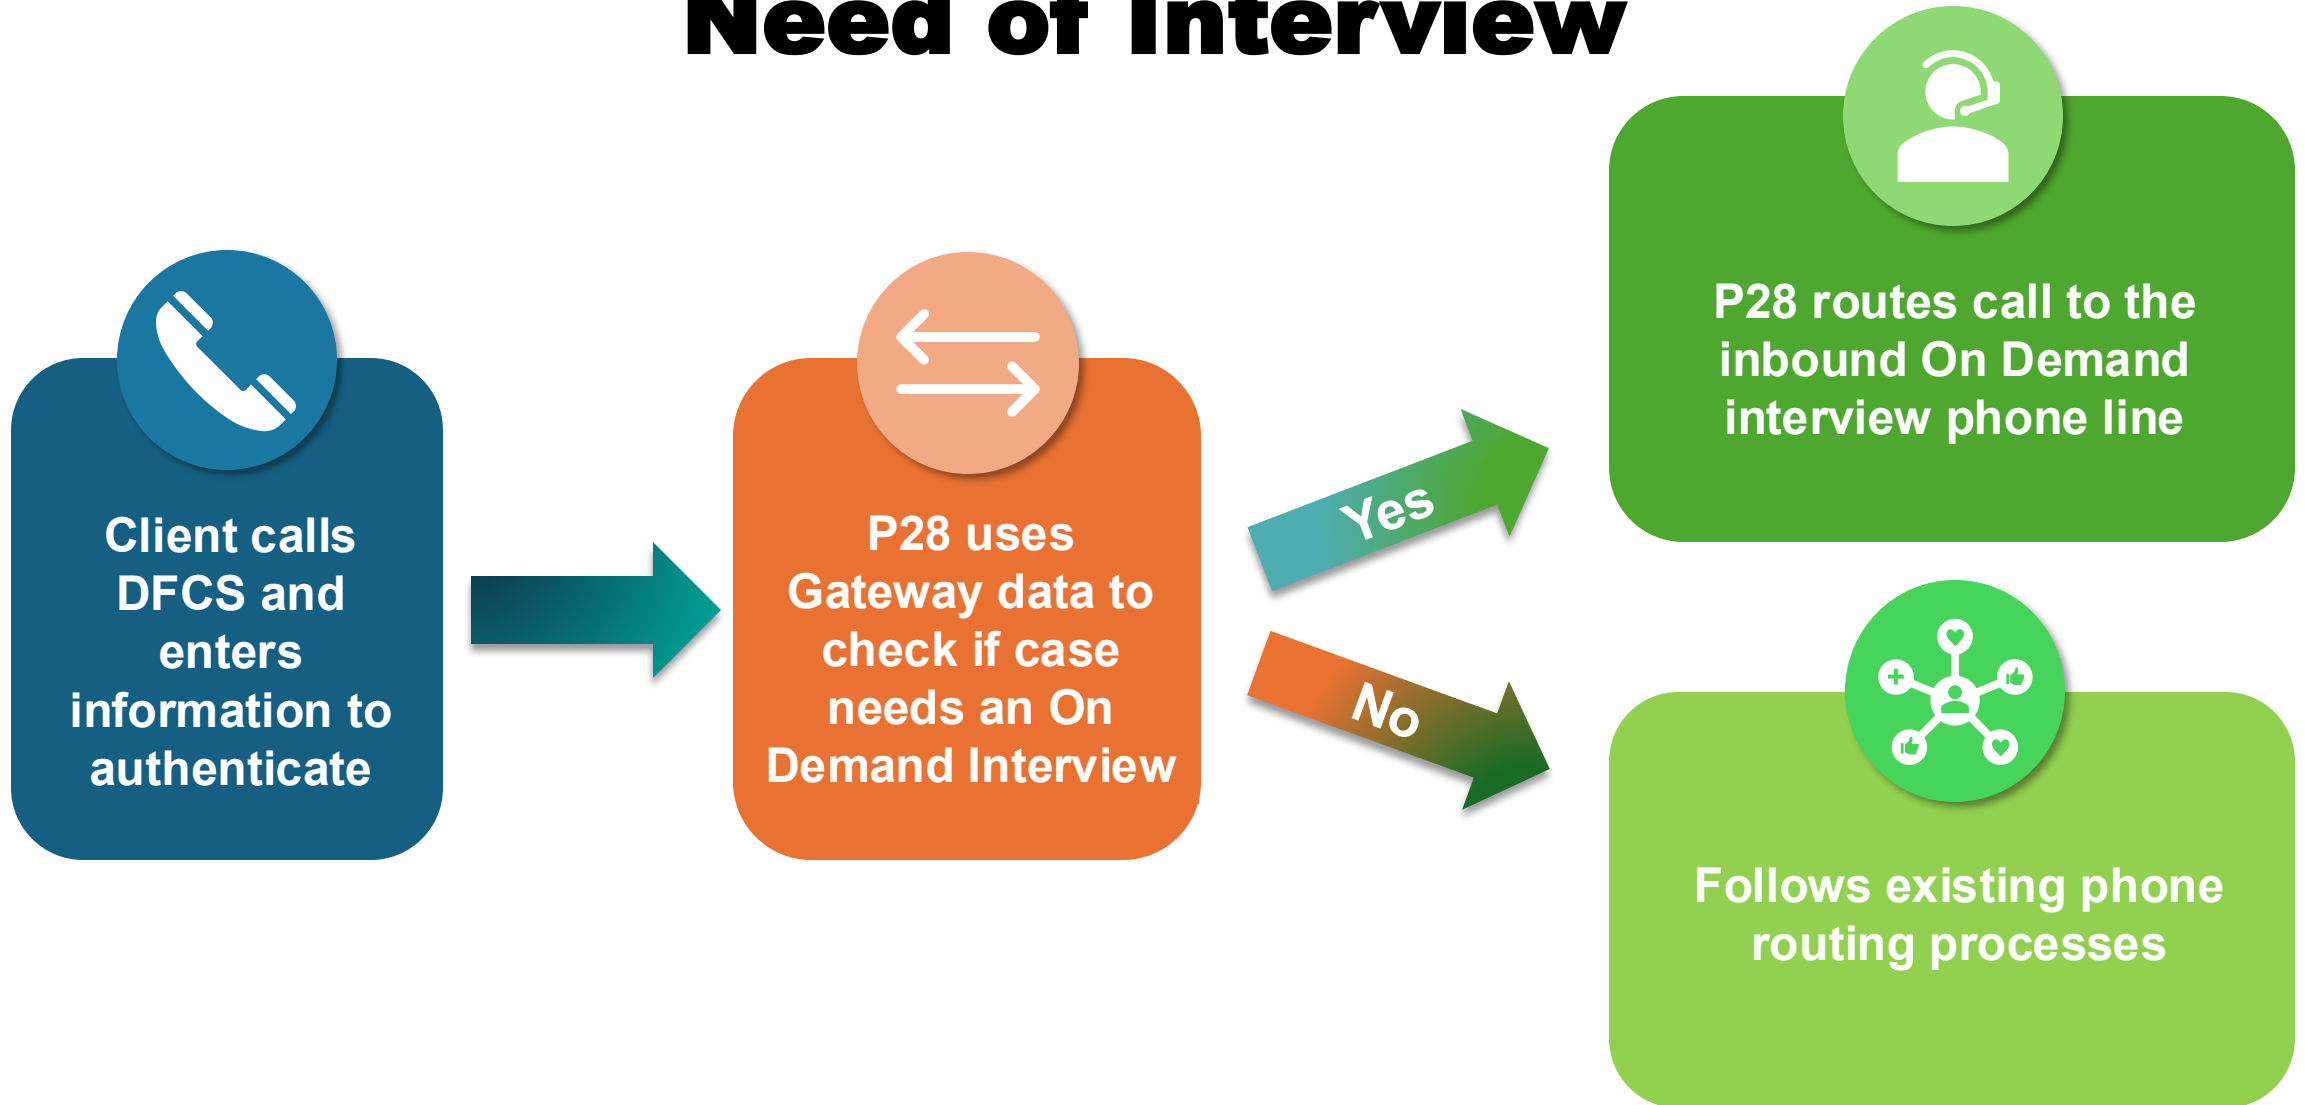 Need of Interview
Client calls
DFCS and
enters
information to
authenticate
P28 uses
Gateway data to
check if case
needs an On
Demand Interview
Yes
No
P28 routes call to the
inbound On Demand
interview phone line
Follows existing phone
routing processes